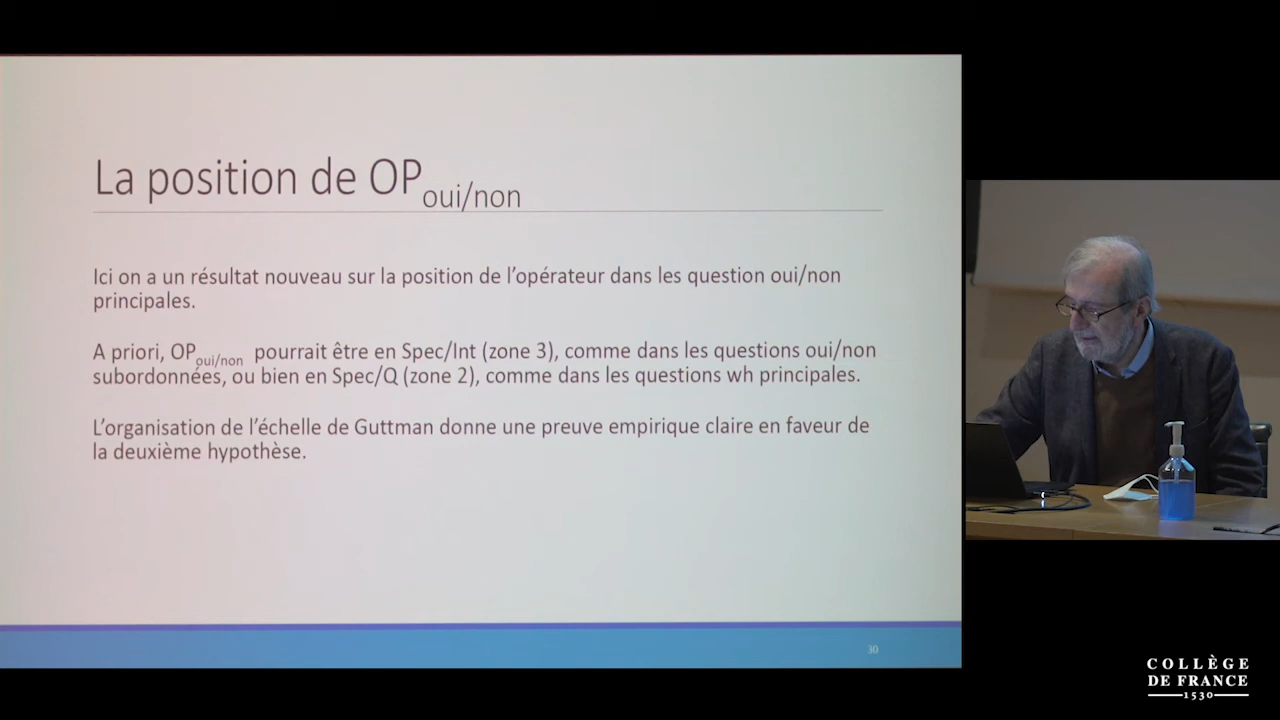 La position de OPoui/non
Ici on a un résultat nouveau sur la position de l'opérateur dans les question oui/non
principales.
A priori, OPoui/non pourrait être en Spec/Int (zone 3), comme dans les questions oui/non
subordonnées, ou bien en Spec/Q (zone 2), comme dans les questions wh principales.
L'organisation de l'échelle de Guttman donne une preuve empirique claire en faveur de
la deuxième hypothèse.
30
COLLÈGE
DE FRANCE
1530